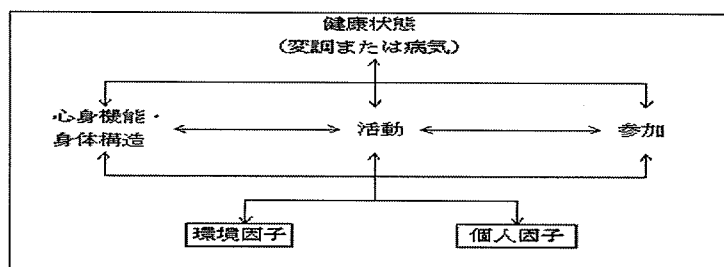 健康状態
(変調または病気)
心身機能・
身体構造
活動
参加
環境因子
個人因子